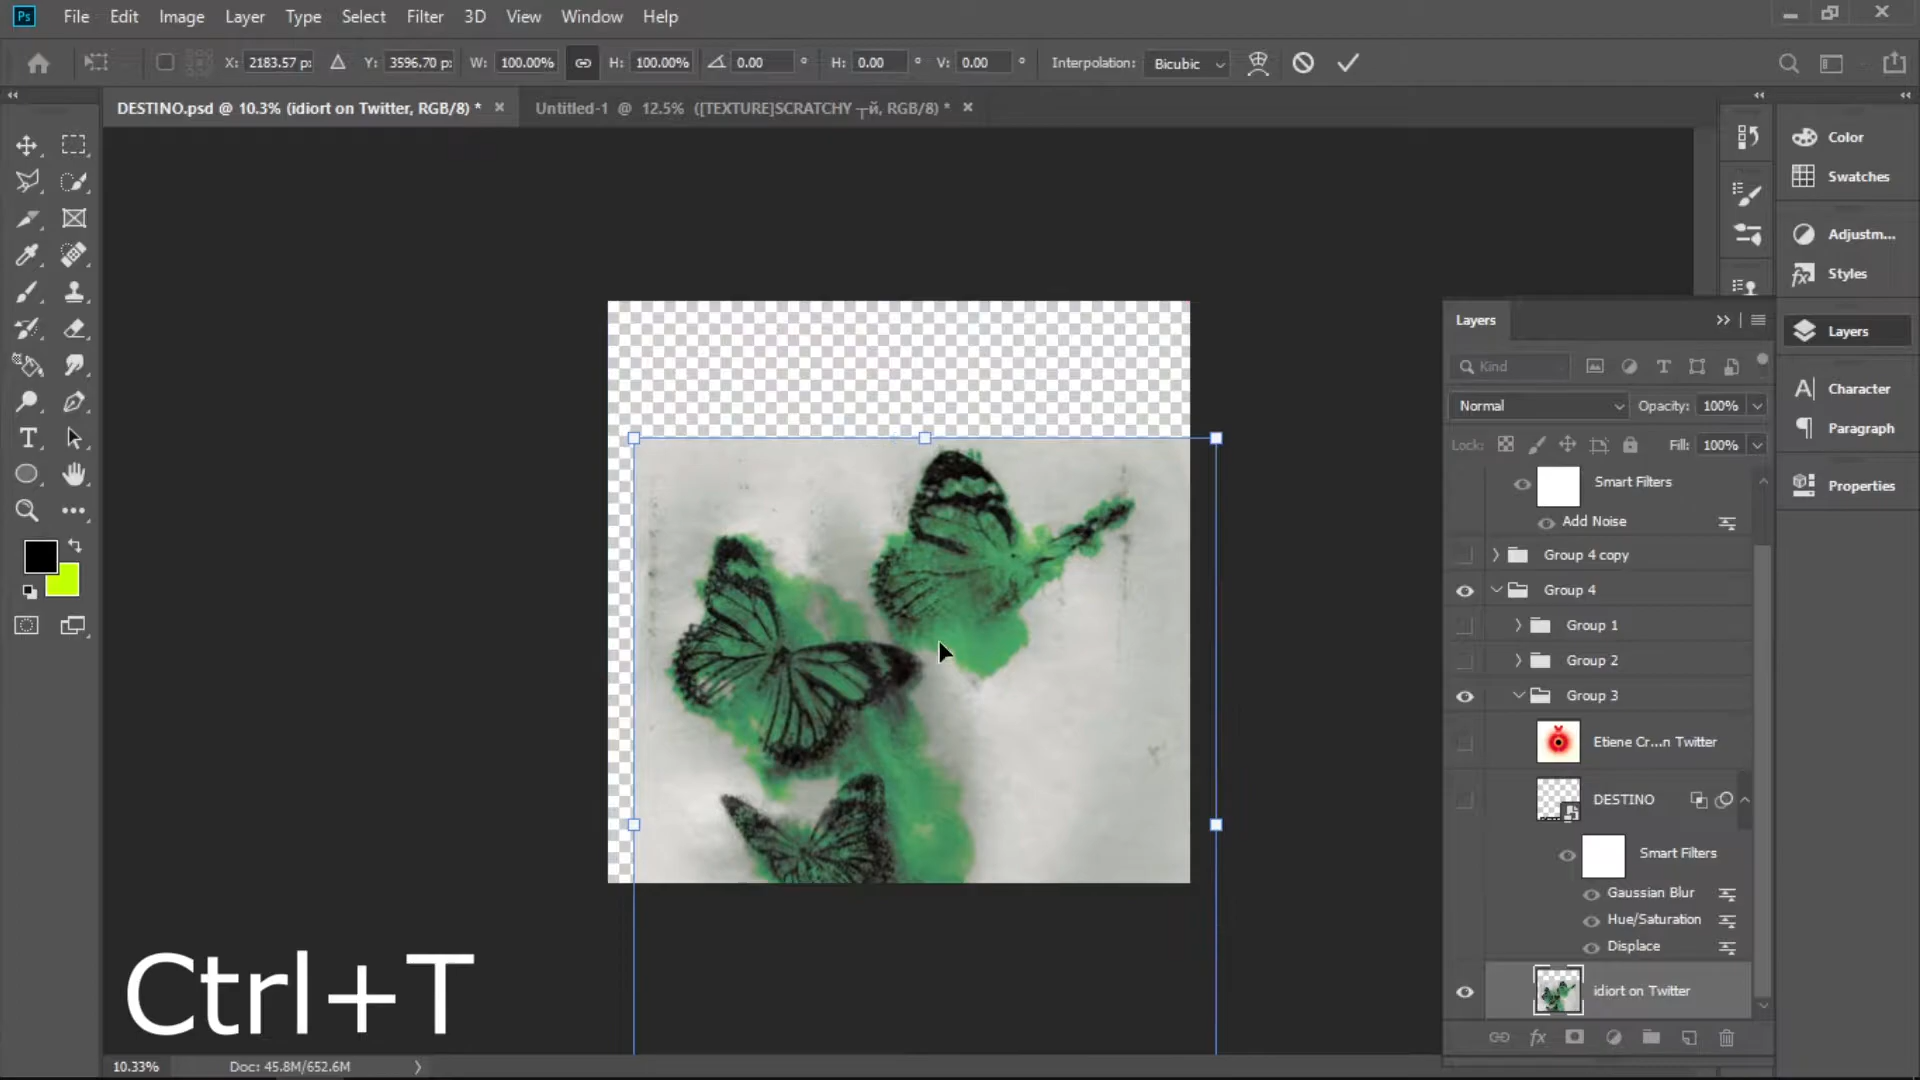 Ps File Edit Image Layer Type Select Filter 3D View Window Help
X: 2183.57 p: Y: 3596.70 p: W: 100.00% H: 100.00% 0.00 ° H: 0.00 ° V: 0.00 ° Interpolation: Bicubic
DESTINO.psd @ 10.3% (idiort on Twitter, RGB/8) *
Untitled-1 @ 12.5% ([TEXTURE]SCRATCHY ┬й, RGB/8) *
Color
Swatches
Adjustm...
Styles
Layers
Character
Paragraph
Properties
Layers
Kind
Normal Opacity: 100%
Lock: Fill: 100%
Smart Filters
Add Noise
Group 4 copy
Group 4
Group 1
Group 2
Group 3
Etiene Cr...n Twitter
DESTINO
Smart Filters
Gaussian Blur
Hue/Saturation
Displace
idiort on Twitter
fx
Ctrl+T
10.33% Doc: 45.8M/652.6M